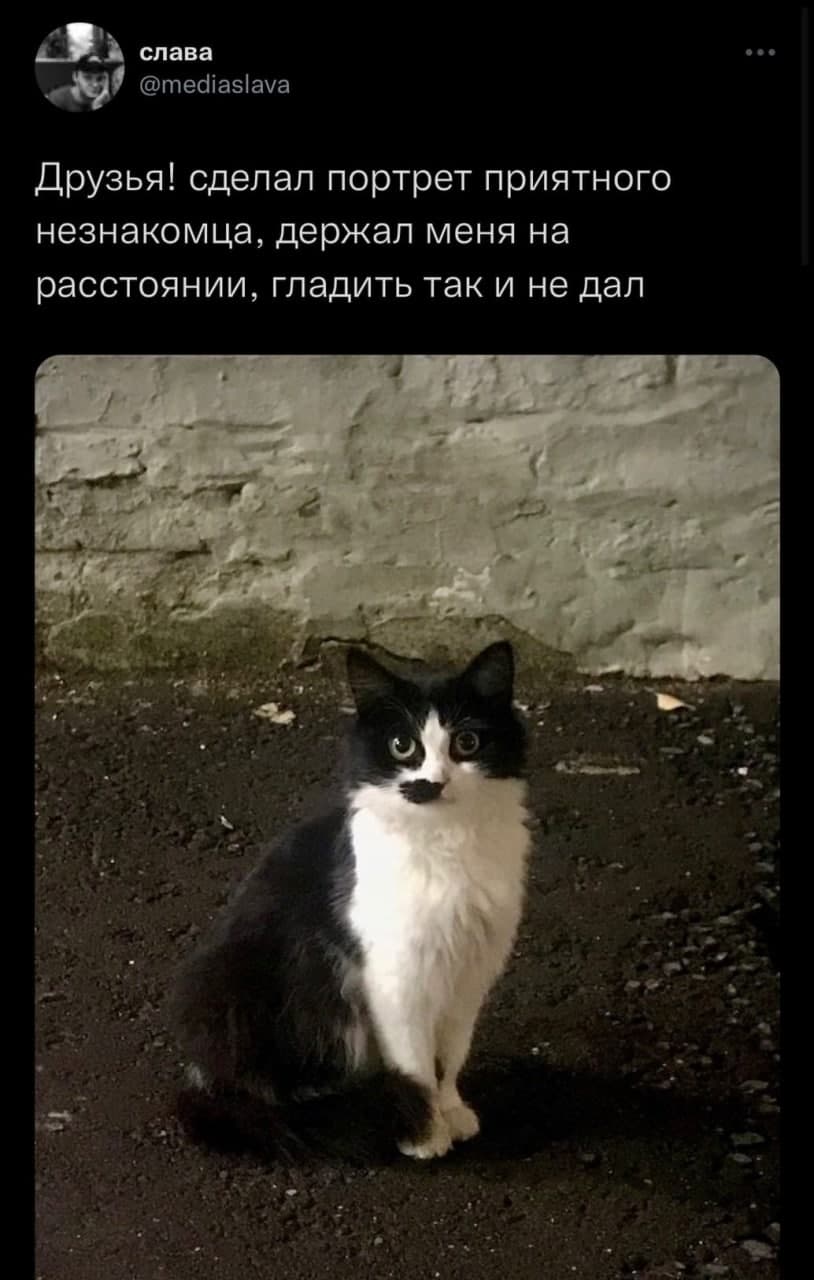 слава
@mediaslava
Друзья! сделал портрет приятного
незнакомца, держал меня на
расстоянии, гладить так и не дал